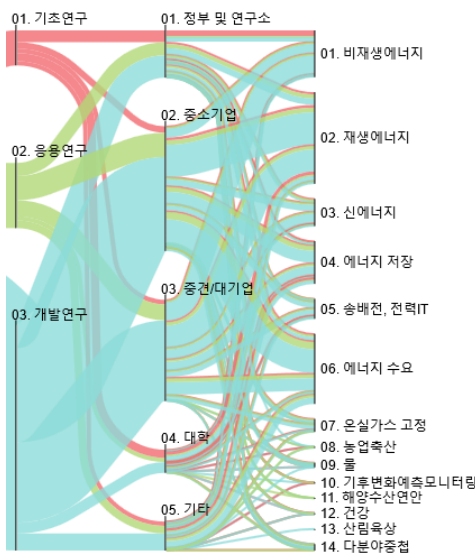 01. 기초연구
02. 응용연구
03. 개발연구
01. 정부 및 연구소
02. 중소기업
03. 중견/대기업
04. 대학
05. 기타
01. 비재생에너지
02. 재생에너지
03. 신에너지
04. 에너지 저장
05. 송배전, 전력IT
06. 에너지 수요
07. 온실가스 고정
08. 농업축산
09. 물
10. 기후변화예측모니터링
11. 해양수산연안
12. 건강
13. 산림육상
14. 다분야중첩